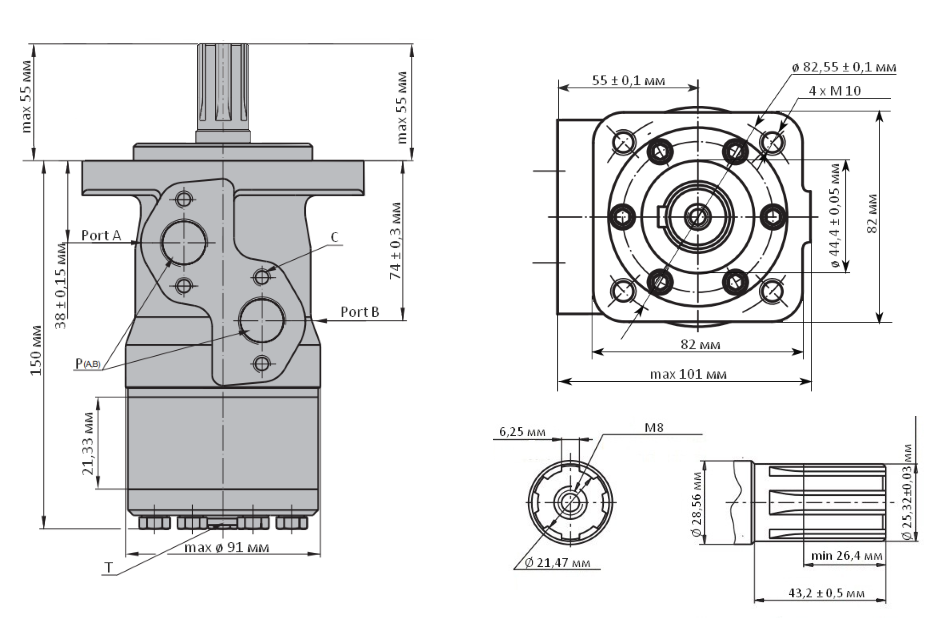 max 55 мм
max 55 мм
Port A
C
38 ± 0,15 мм
74 ± 0,3 мм
Port B
P(A,B)
150 мм
21,33 мм
max ø 91 мм
T
55 ± 0,1 мм
ø 82,55 ± 0,1 мм
4 x M 10
ø 44,4 ± 0,05 мм
82 мм
82 мм
max 101 мм
6,25 мм
M8
Ø 21,47 мм
Ø 28,56 мм
Ø 25,32±0,03 мм
min 26,4 мм
43,2 ± 0,5 мм